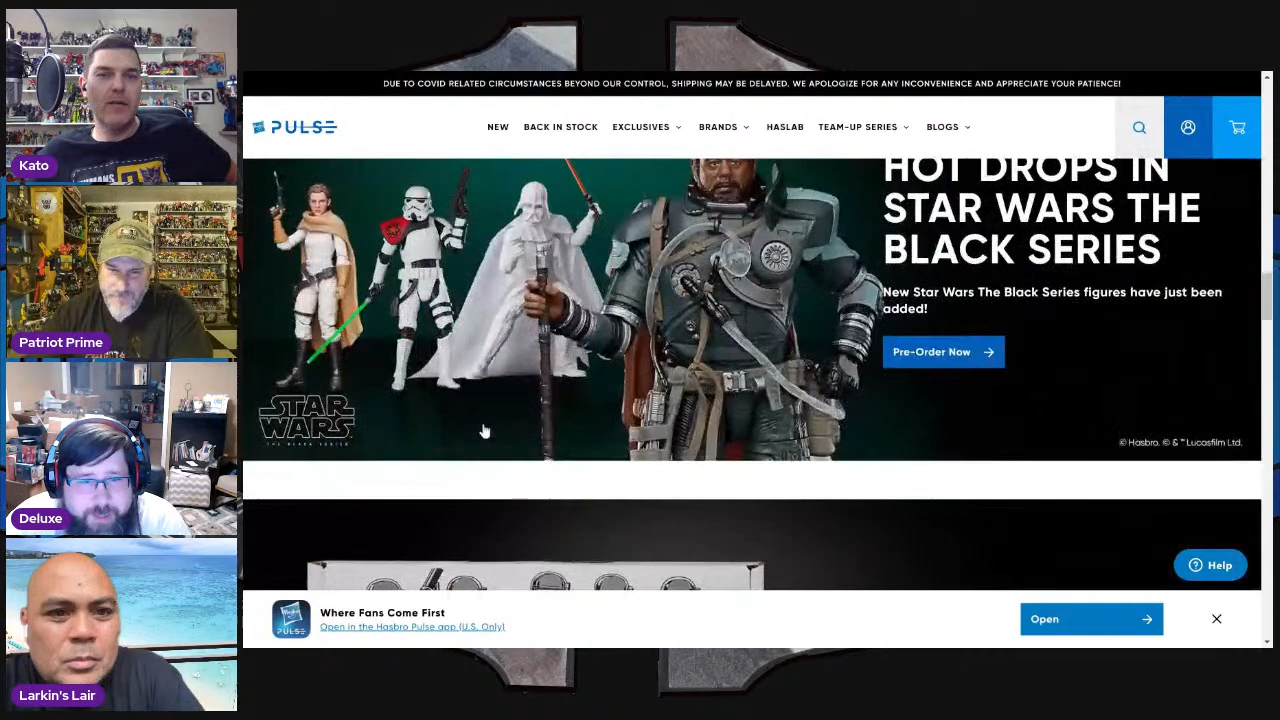 Kato
Patriot Prime
Deluxe
Larkin's Lair
DUE TO COVID RELATED CIRCUMSTANCES BEYOND OUR CONTROL, SHIPPING MAY BE DELAYED. WE APOLOGIZE FOR ANY INCONVENIENCE AND APPRECIATE YOUR PATIENCE!
PULSE
NEW BACK IN STOCK EXCLUSIVES BRANDS HASLAB TEAM-UP SERIES BLOGS
HOT DROPS IN
STAR WARS THE
BLACK SERIES
New Star Wars The Black Series figures have just been
added!
Pre-Order Now
STAR
WARS
THE BLACK SERIES
© Hasbro. © & ™ Lucasfilm Ltd.
Help
PULSE
Where Fans Come First
Open in the Hasbro Pulse app (U.S. Only)
Open